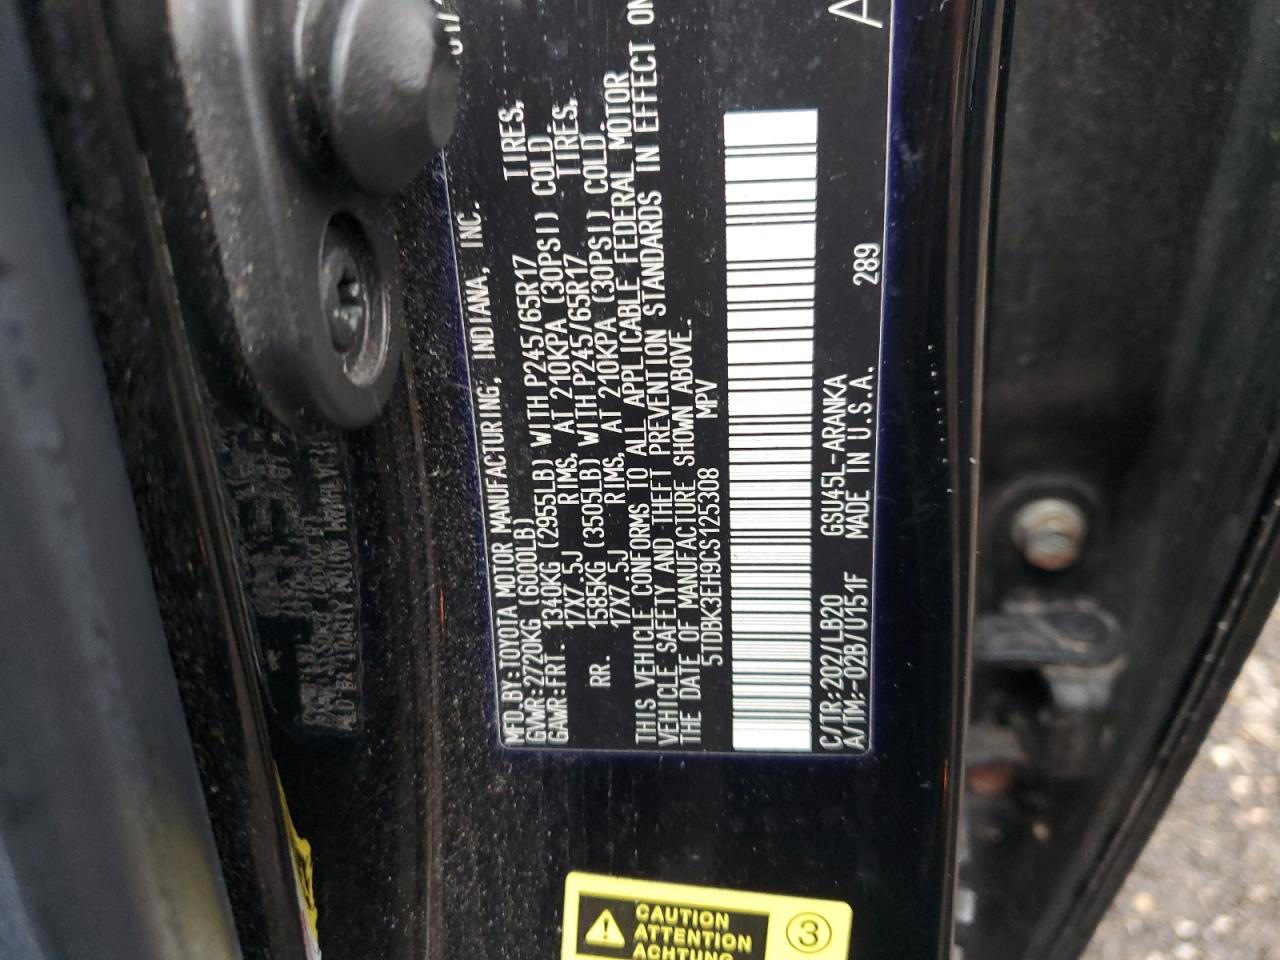 MFD.BY:TOYOTA MOTOR MANUFACTURING, INDIANA, INC.
GVWR:2720KG (6000LB)
GAWR:FRT. 1340KG (2955LB) WITH P245/65R17 TIRES,
17X7.5J RIMS, AT 210KPA (30PSI) COLD.
RR. 1585KG (3505LB) WITH P245/65R17 TIRES,
17X7.5J RIMS, AT 210KPA (30PSI) COLD.
THIS VEHICLE CONFORMS TO ALL APPLICABLE FEDERAL MOTOR
VEHICLE SAFETY AND THEFT PREVENTION STANDARDS IN EFFECT ON
THE DATE OF MANUFACTURE SHOWN ABOVE.
5TDBK3EH9CS125308 MPV
C/TR:202/LB20 GSU45L-ARANKA 289
A/TM:-02B/U151F MADE IN U.S.A.
A
CAUTION
ATTENTION
ACHTUNG
3